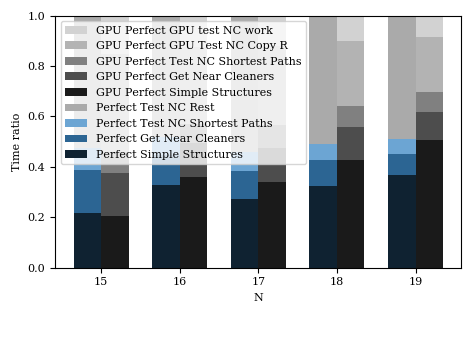 1.0
0.8
0.6
0.4
0.2
0.0
Time ratio
GPU Perfect GPU test NC work
GPU Perfect GPU Test NC Copy R
GPU Perfect Test NC Shortest Paths
GPU Perfect Get Near Cleaners
GPU Perfect Simple Structures
Perfect Test NC Rest
Perfect Test NC Shortest Paths
Perfect Get Near Cleaners
Perfect Simple Structures
15 16 17 18 19
N